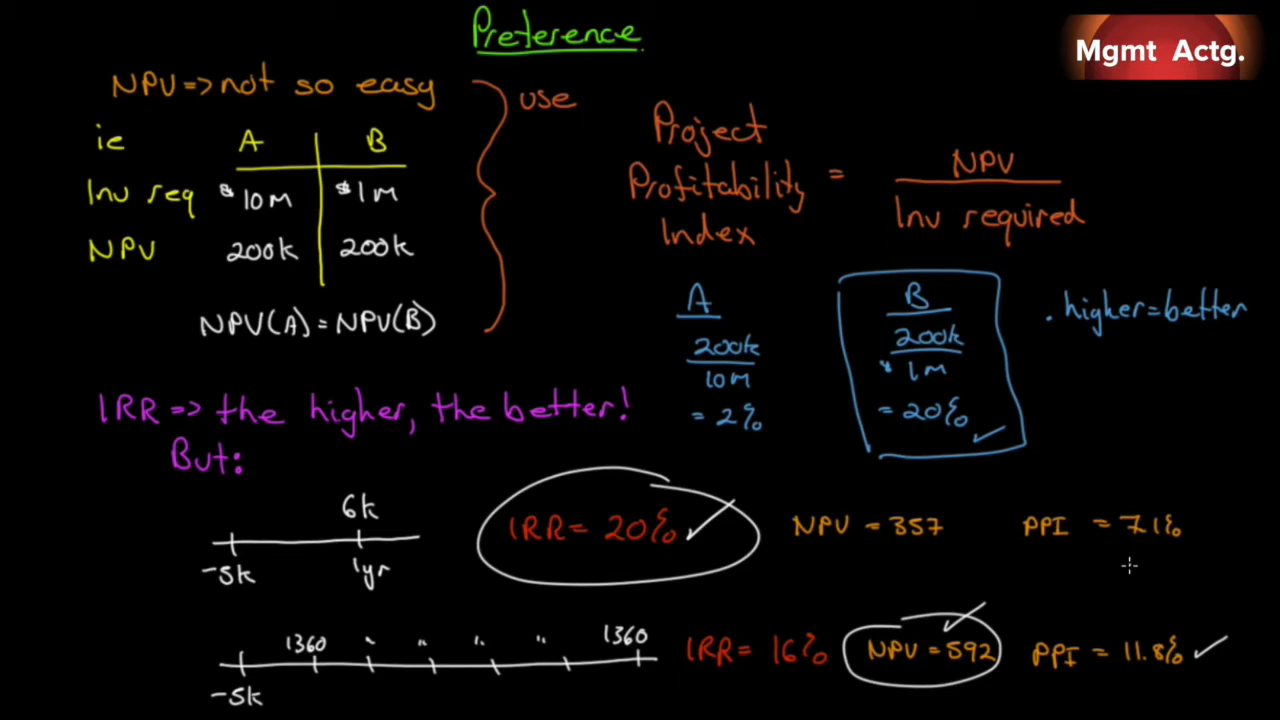 Preference
Mgmt Actg.
NPV => not so easy
use
ie A B
Inv req $10M $1M
NPV 200k 200k
NPV(A) = NPV(B)
Project
Profitability
Index
= NPV
Inv required
A
200k
10M
= 2%
B
200k
$1M
= 20%
. higher = better
IRR => the higher, the better!
But:
6k
-5k 1yr
IRR = 20% NPV = 357 PPI = 7.1%
1360 " " " " 1360
-5k
IRR = 16% NPV = 592 PPI = 11.8%